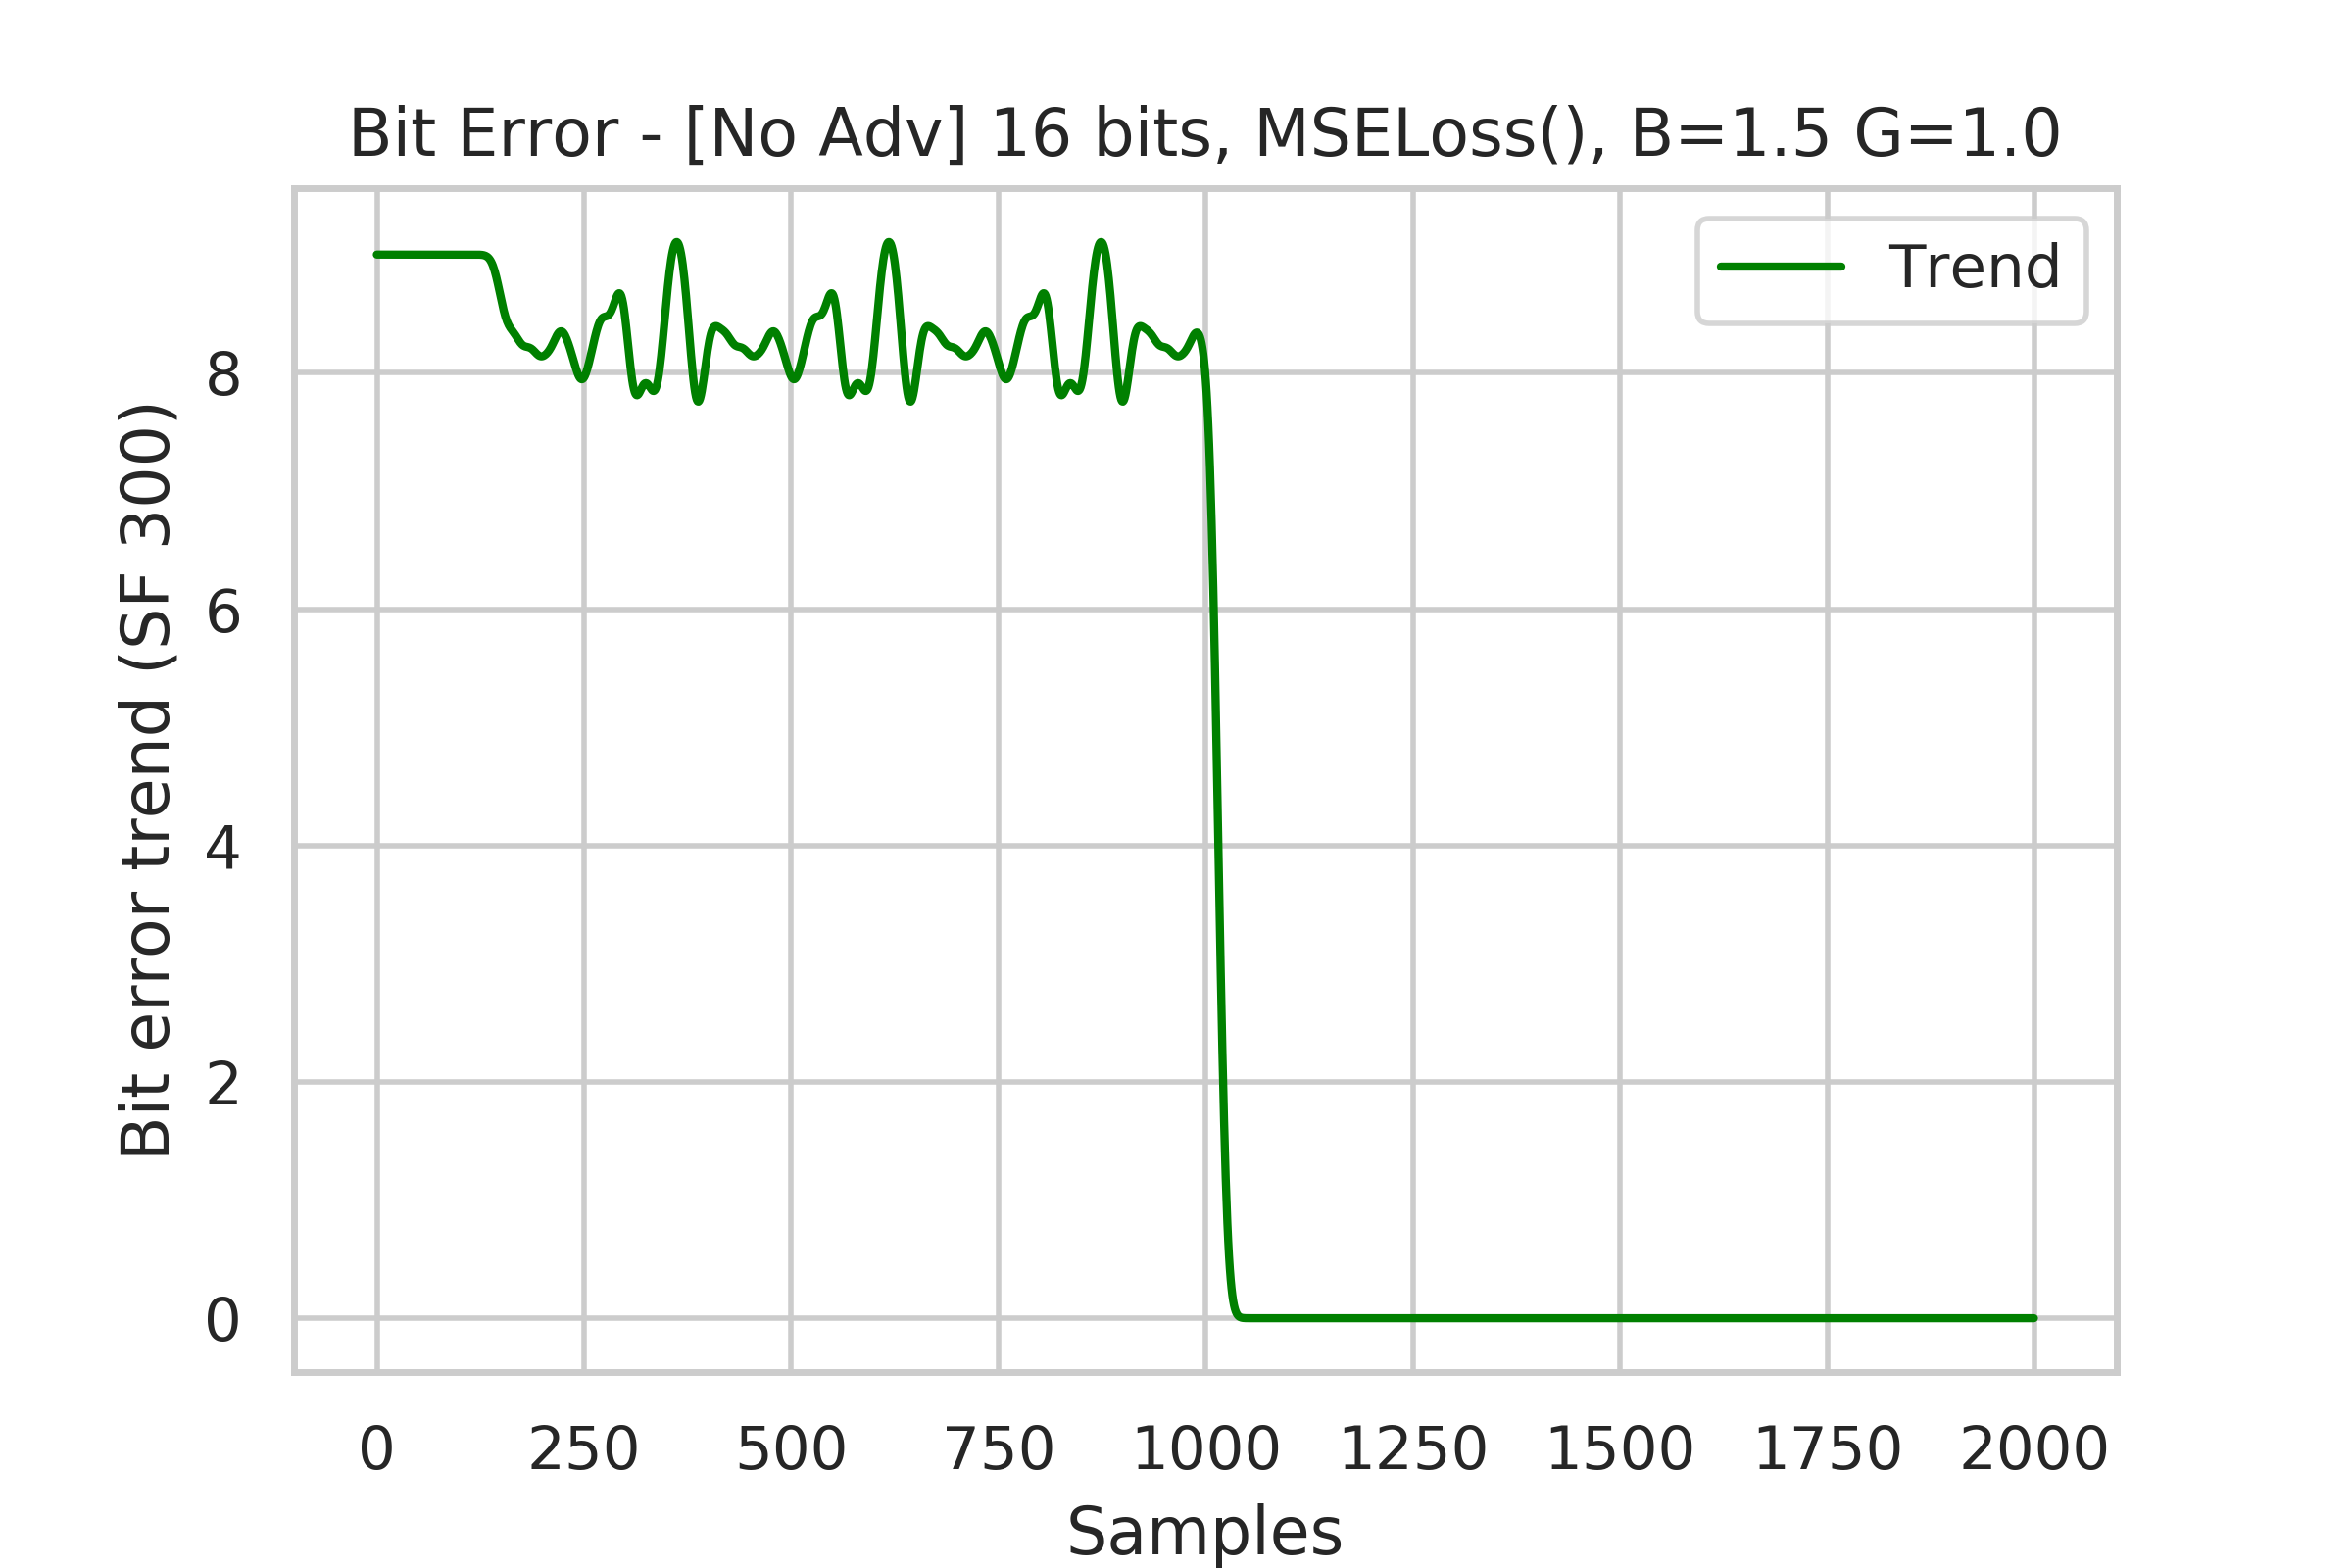 Bit Error - [No Adv] 16 bits, MSELoss(), B=1.5 G=1.0
Trend
Bit error trend (SF 300)
8
6
4
2
0
0 250 500 750 1000 1250 1500 1750 2000
Samples